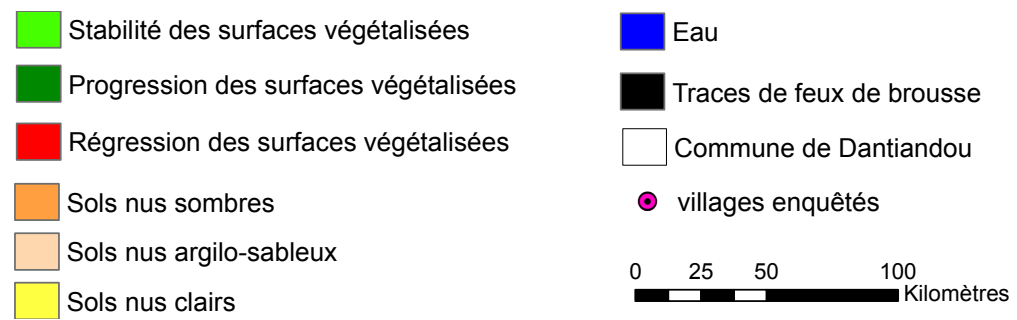 Stabilité des surfaces végétalisées
Progression des surfaces végétalisées
Régression des surfaces végétalisées
Sols nus sombres
Sols nus argilo-sableux
Sols nus clairs
Eau
Traces de feux de brousse
Commune de Dantiandou
villages enquêtés
0 25 50 100
Kilomètres